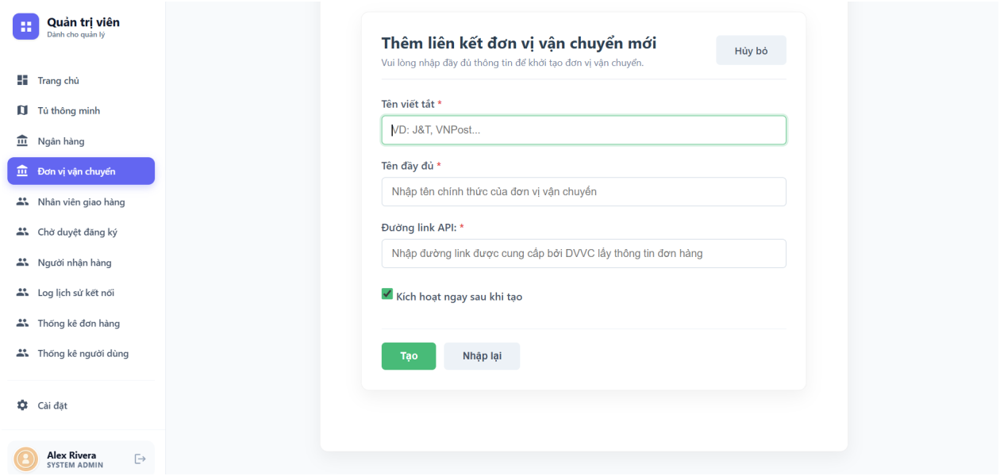 Quản trị viên
Dành cho quản lý
Trang chủ
Tủ thông minh
Ngân hàng
Đơn vị vận chuyển
Nhân viên giao hàng
Chờ duyệt đăng ký
Người nhận hàng
Log lịch sử kết nối
Thống kê đơn hàng
Thống kê người dùng
Cài đặt
Alex Rivera
SYSTEM ADMIN
Thêm liên kết đơn vị vận chuyển mới
Vui lòng nhập đầy đủ thông tin để khởi tạo đơn vị vận chuyển.
Hủy bỏ
Tên viết tắt *
VD: J&T, VNPost...
Tên đầy đủ *
Nhập tên chính thức của đơn vị vận chuyển
Đường link API: *
Nhập đường link được cung cấp bởi DVVC lấy thông tin đơn hàng
Kích hoạt ngay sau khi tạo
Tạo
Nhập lại